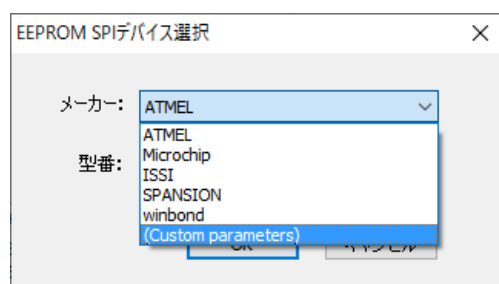 EEPROM SPIデバイス選択
メーカー: ATMEL
ATMEL
Microchip
型番:
ISSI
SPANSION
winbond
(Custom parameters)